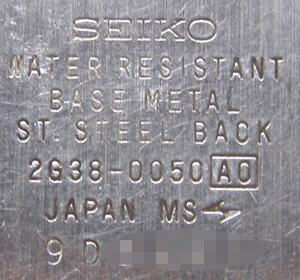 SEIKO
WATER RESISTANT
BASE METAL
ST. STEEL BACK
2G38-0050 A0
JAPAN MS
9 D